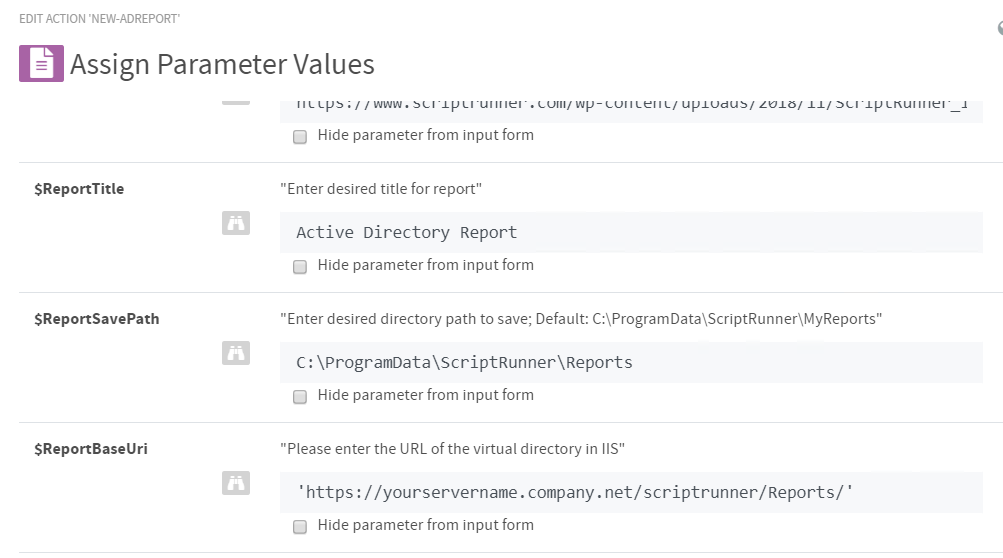 EDIT ACTION 'NEW-ADREPORT'
Assign Parameter Values
https://www.scriptrunner.com/wp-content/uploads/2018/11/ScriptRunner_
Hide parameter from input form
$ReportTitle
"Enter desired title for report"
Active Directory Report
Hide parameter from input form
$ReportSavePath
"Enter desired directory path to save; Default: C:\ProgramData\ScriptRunner\MyReports"
C:\ProgramData\ScriptRunner\Reports
Hide parameter from input form
$ReportBaseUri
"Please enter the URL of the virtual directory in IIS"
'https://yourservername.company.net/scriptrunner/Reports/'
Hide parameter from input form